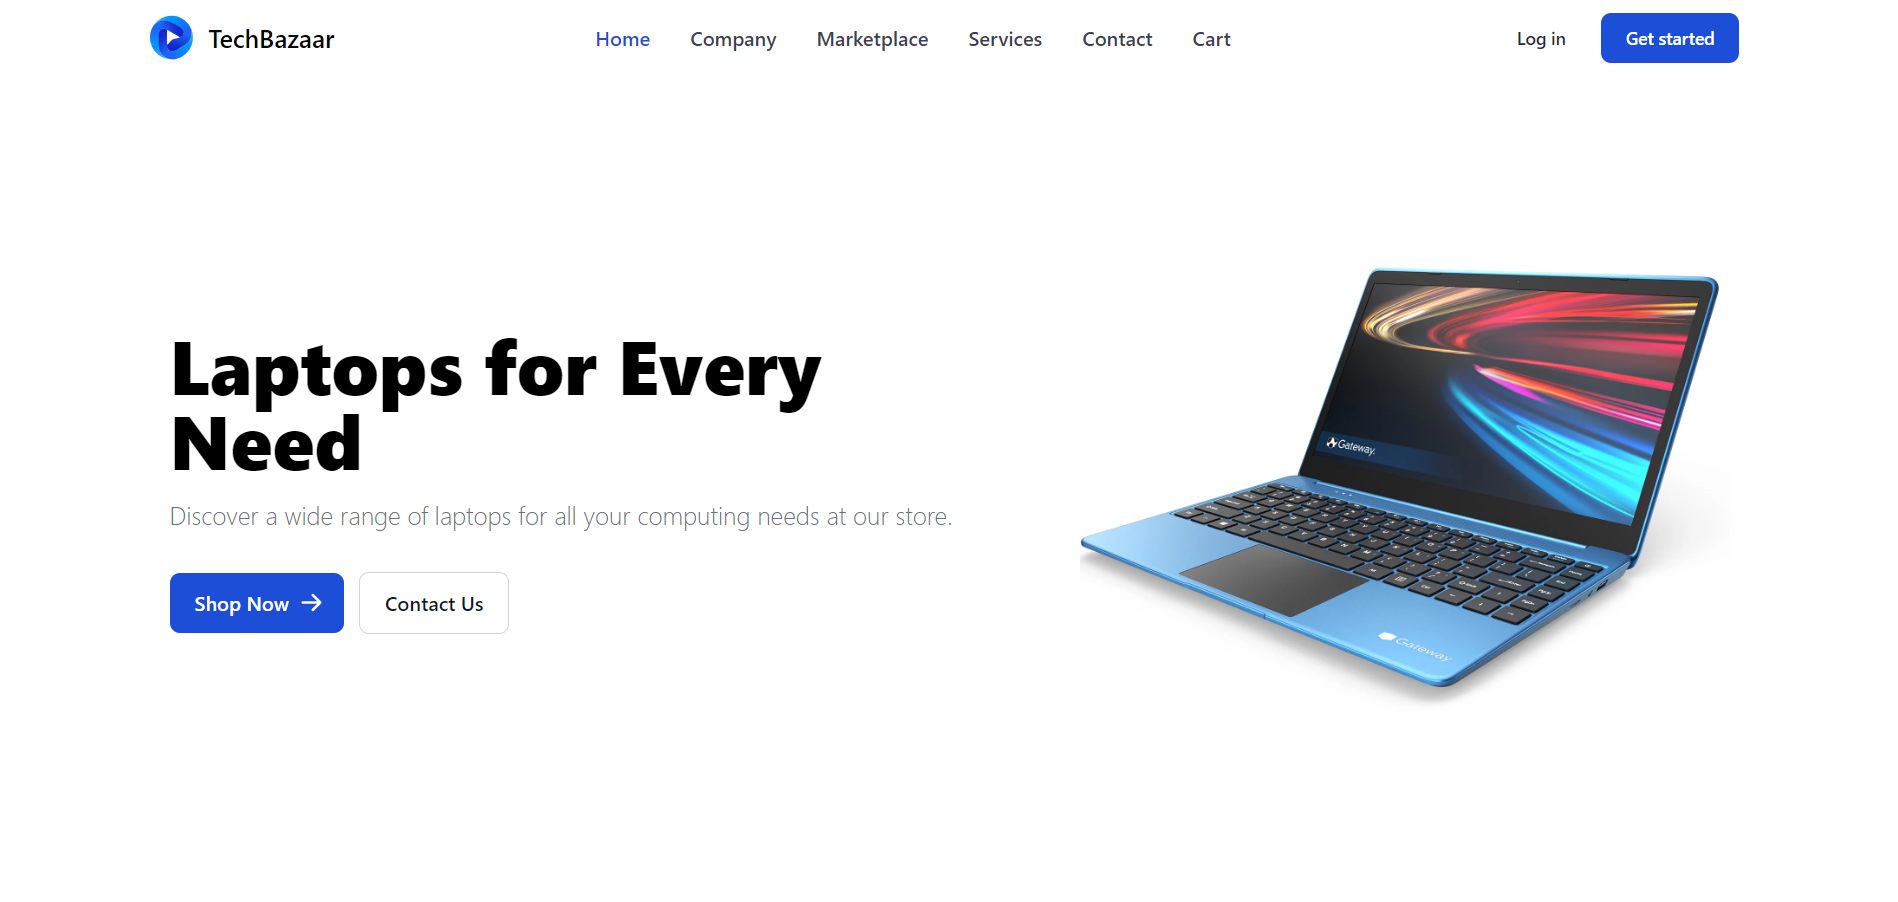 TechBazaar
Home Company Marketplace Services Contact Cart
Log in
Get started
Laptops for Every
Need
Discover a wide range of laptops for all your computing needs at our store.
Shop Now
Contact Us
Gateway.
Gateway